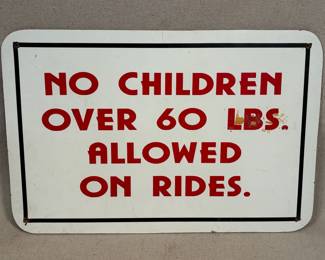 NO CHILDREN
OVER 60 LBS.
ALLOWED
ON RIDES.